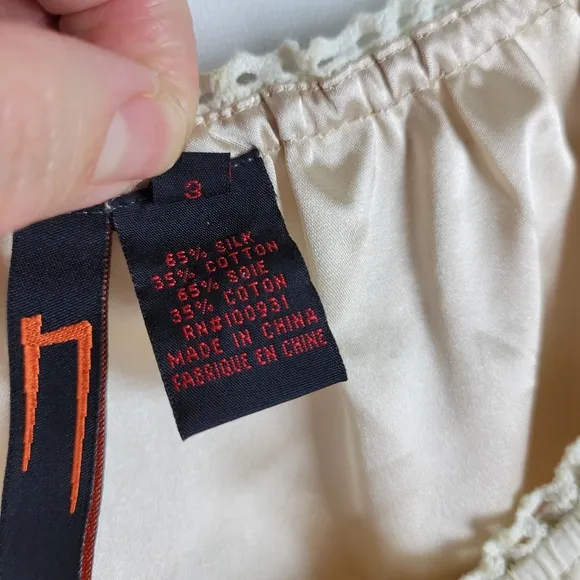 3
65% SILK
35% COTTON
65% SOIE
35% COTON
RN#100931
MADE IN CHINA
FABRIQUE EN CHINE